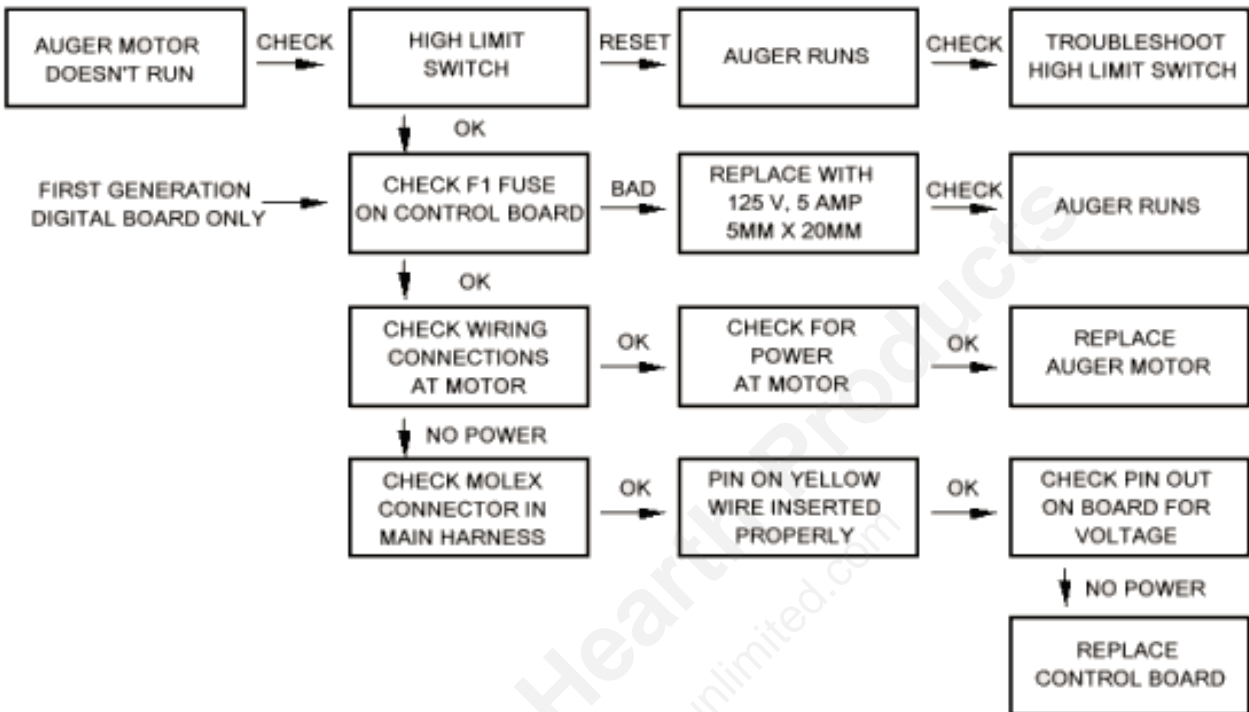 AUGER MOTOR
DOESN'T RUN
CHECK
HIGH LIMIT
SWITCH
RESET
AUGER RUNS
CHECK
TROUBLESHOOT
HIGH LIMIT SWITCH
OK
FIRST GENERATION
DIGITAL BOARD ONLY
CHECK F1 FUSE
ON CONTROL BOARD
BAD
REPLACE WITH
125 V, 5 AMP
5MM X 20MM
CHECK
AUGER RUNS
OK
CHECK WIRING
CONNECTIONS
AT MOTOR
OK
CHECK FOR
POWER
AT MOTOR
OK
REPLACE
AUGER MOTOR
NO POWER
CHECK MOLEX
CONNECTOR IN
MAIN HARNESS
OK
PIN ON YELLOW
WIRE INSERTED
PROPERLY
OK
CHECK PIN OUT
ON BOARD FOR
VOLTAGE
NO POWER
REPLACE
CONTROL BOARD
Hearth Products
unlimited.com